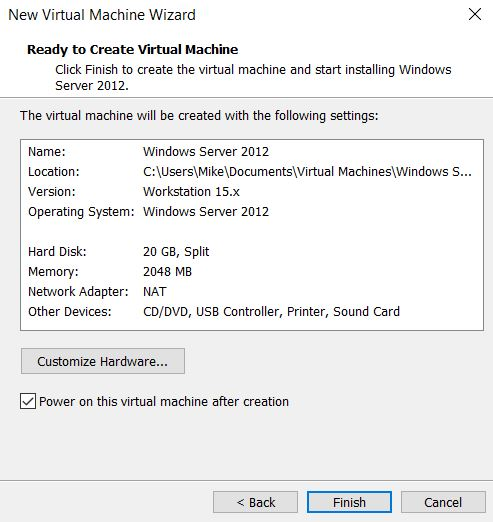 New Virtual Machine Wizard
Ready to Create Virtual Machine
Click Finish to create the virtual machine and start installing Windows
Server 2012.
The virtual machine will be created with the following settings:
Name: Windows Server 2012
Location: C:\Users\Mike\Documents\Virtual Machines\Windows S...
Version: Workstation 15.x
Operating System: Windows Server 2012
Hard Disk: 20 GB, Split
Memory: 2048 MB
Network Adapter: NAT
Other Devices: CD/DVD, USB Controller, Printer, Sound Card
Customize Hardware...
Power on this virtual machine after creation
< Back Finish Cancel